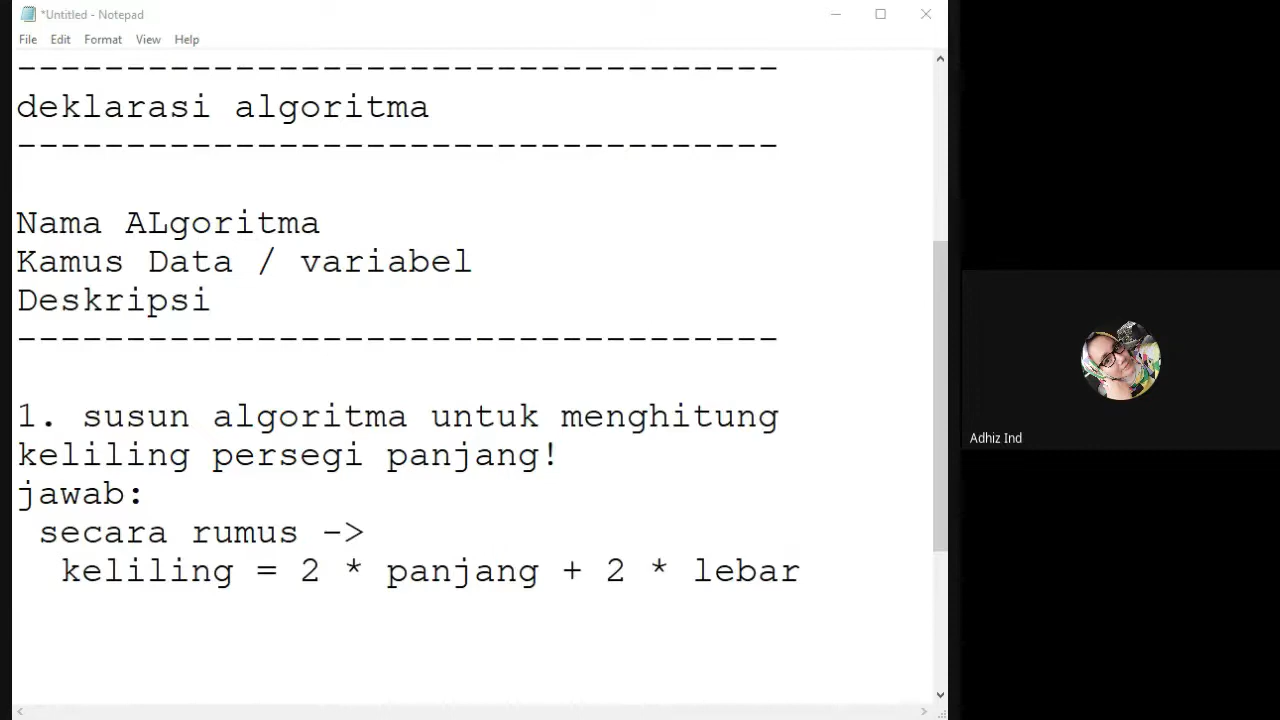 *Untitled - Notepad
File Edit Format View Help
-----------------------------------
deklarasi algoritma
-----------------------------------
Nama ALgoritma
Kamus Data / variabel
Deskripsi
-----------------------------------
1. susun algoritma untuk menghitung
keliling persegi panjang!
jawab:
secara rumus ->
keliling = 2 * panjang + 2 * lebar
Adhiz Ind